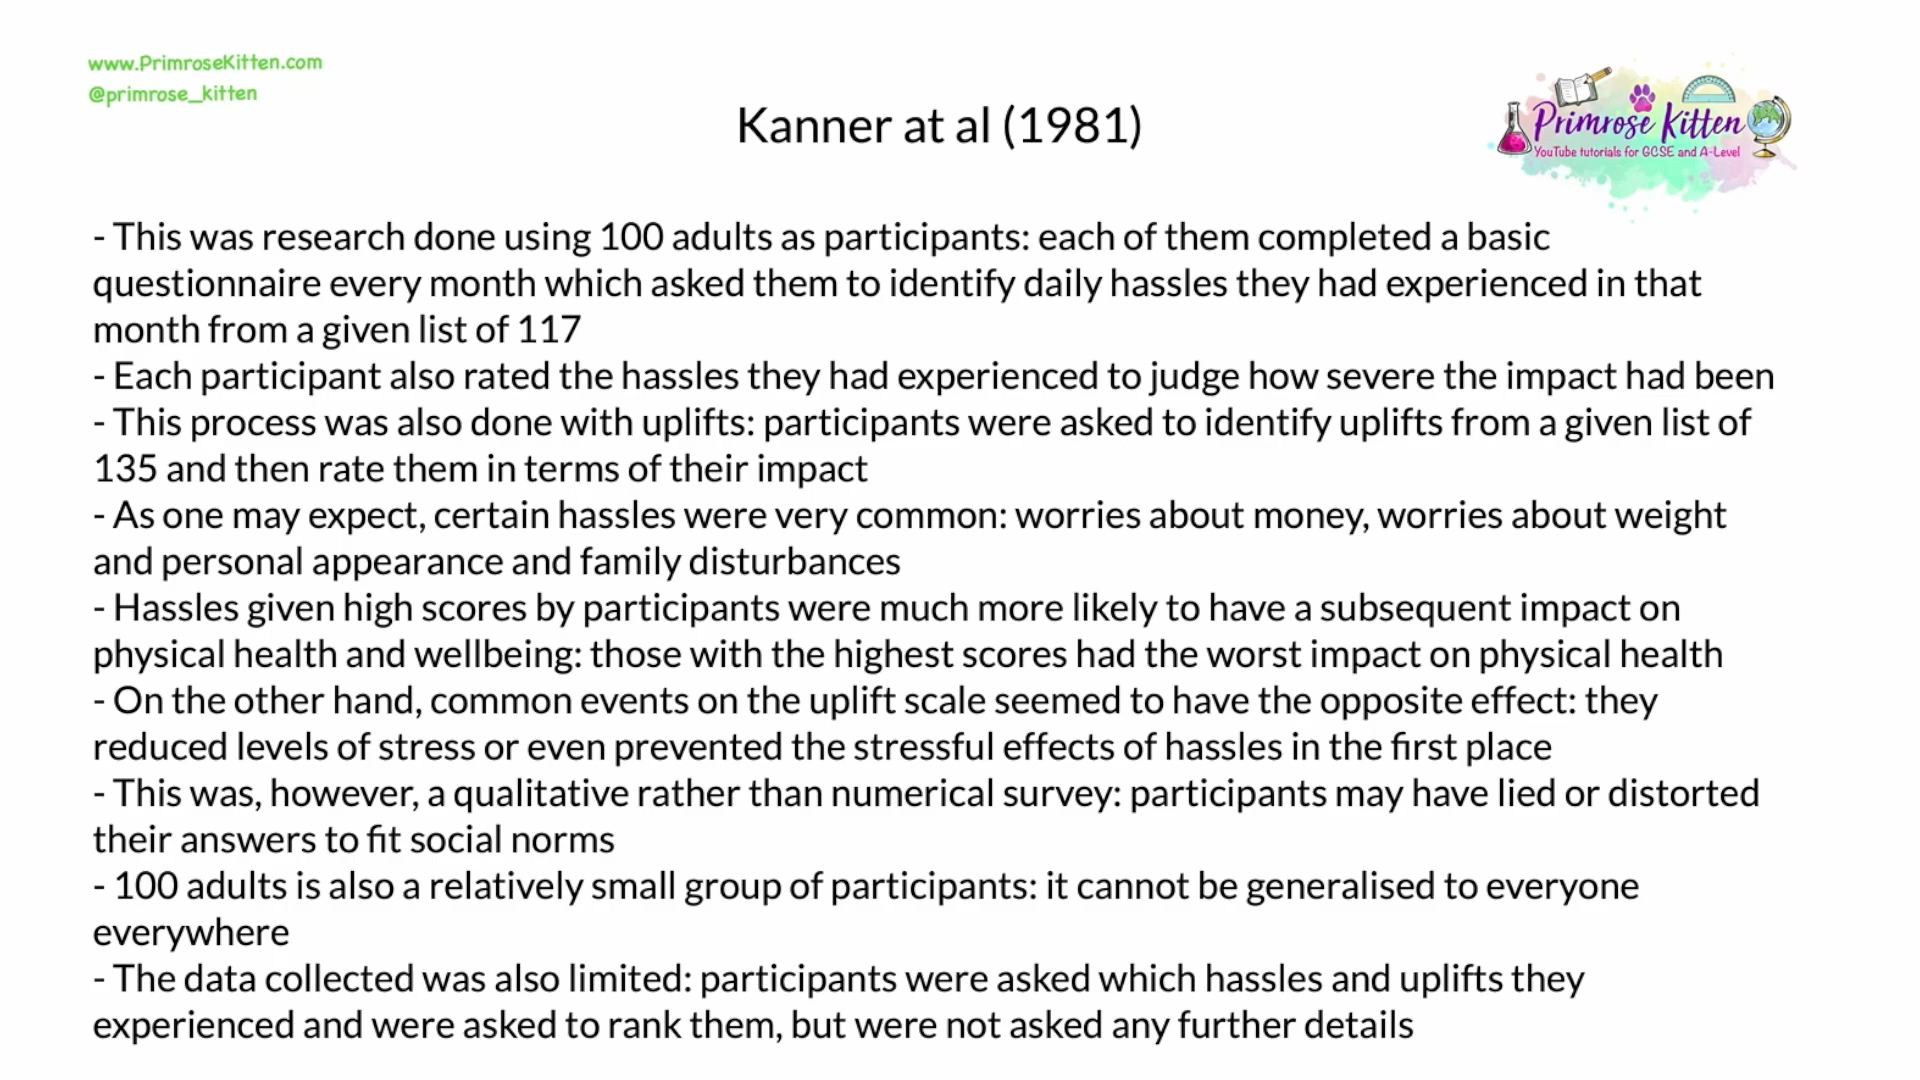 www.PrimroseKitten.com
@primrose_kitten
Kanner at al (1981)
Primrose Kitten
YouTube tutorials for GCSE and A-Level
- This was research done using 100 adults as participants: each of them completed a basic
questionnaire every month which asked them to identify daily hassles they had experienced in that
month from a given list of 117
- Each participant also rated the hassles they had experienced to judge how severe the impact had been
- This process was also done with uplifts: participants were asked to identify uplifts from a given list of
135 and then rate them in terms of their impact
- As one may expect, certain hassles were very common: worries about money, worries about weight
and personal appearance and family disturbances
- Hassles given high scores by participants were much more likely to have a subsequent impact on
physical health and wellbeing: those with the highest scores had the worst impact on physical health
- On the other hand, common events on the uplift scale seemed to have the opposite effect: they
reduced levels of stress or even prevented the stressful effects of hassles in the first place
- This was, however, a qualitative rather than numerical survey: participants may have lied or distorted
their answers to fit social norms
- 100 adults is also a relatively small group of participants: it cannot be generalised to everyone
everywhere
- The data collected was also limited: participants were asked which hassles and uplifts they
experienced and were asked to rank them, but were not asked any further details